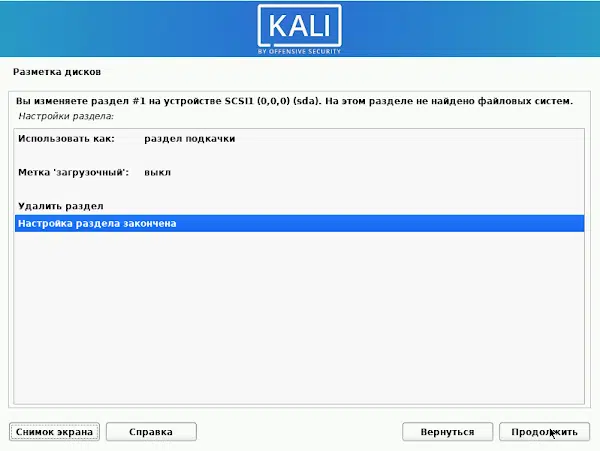 KALI
BY OFFENSIVE SECURITY
Разметка дисков
Вы изменяете раздел #1 на устройстве SCSI1 (0,0,0) (sda). На этом разделе не найдено файловых систем.
Настройки раздела:
Использовать как: раздел подкачки
Метка 'загрузочный': выкл
Удалить раздел
Настройка раздела закончена
Снимок экрана Справка Вернуться Продолжить